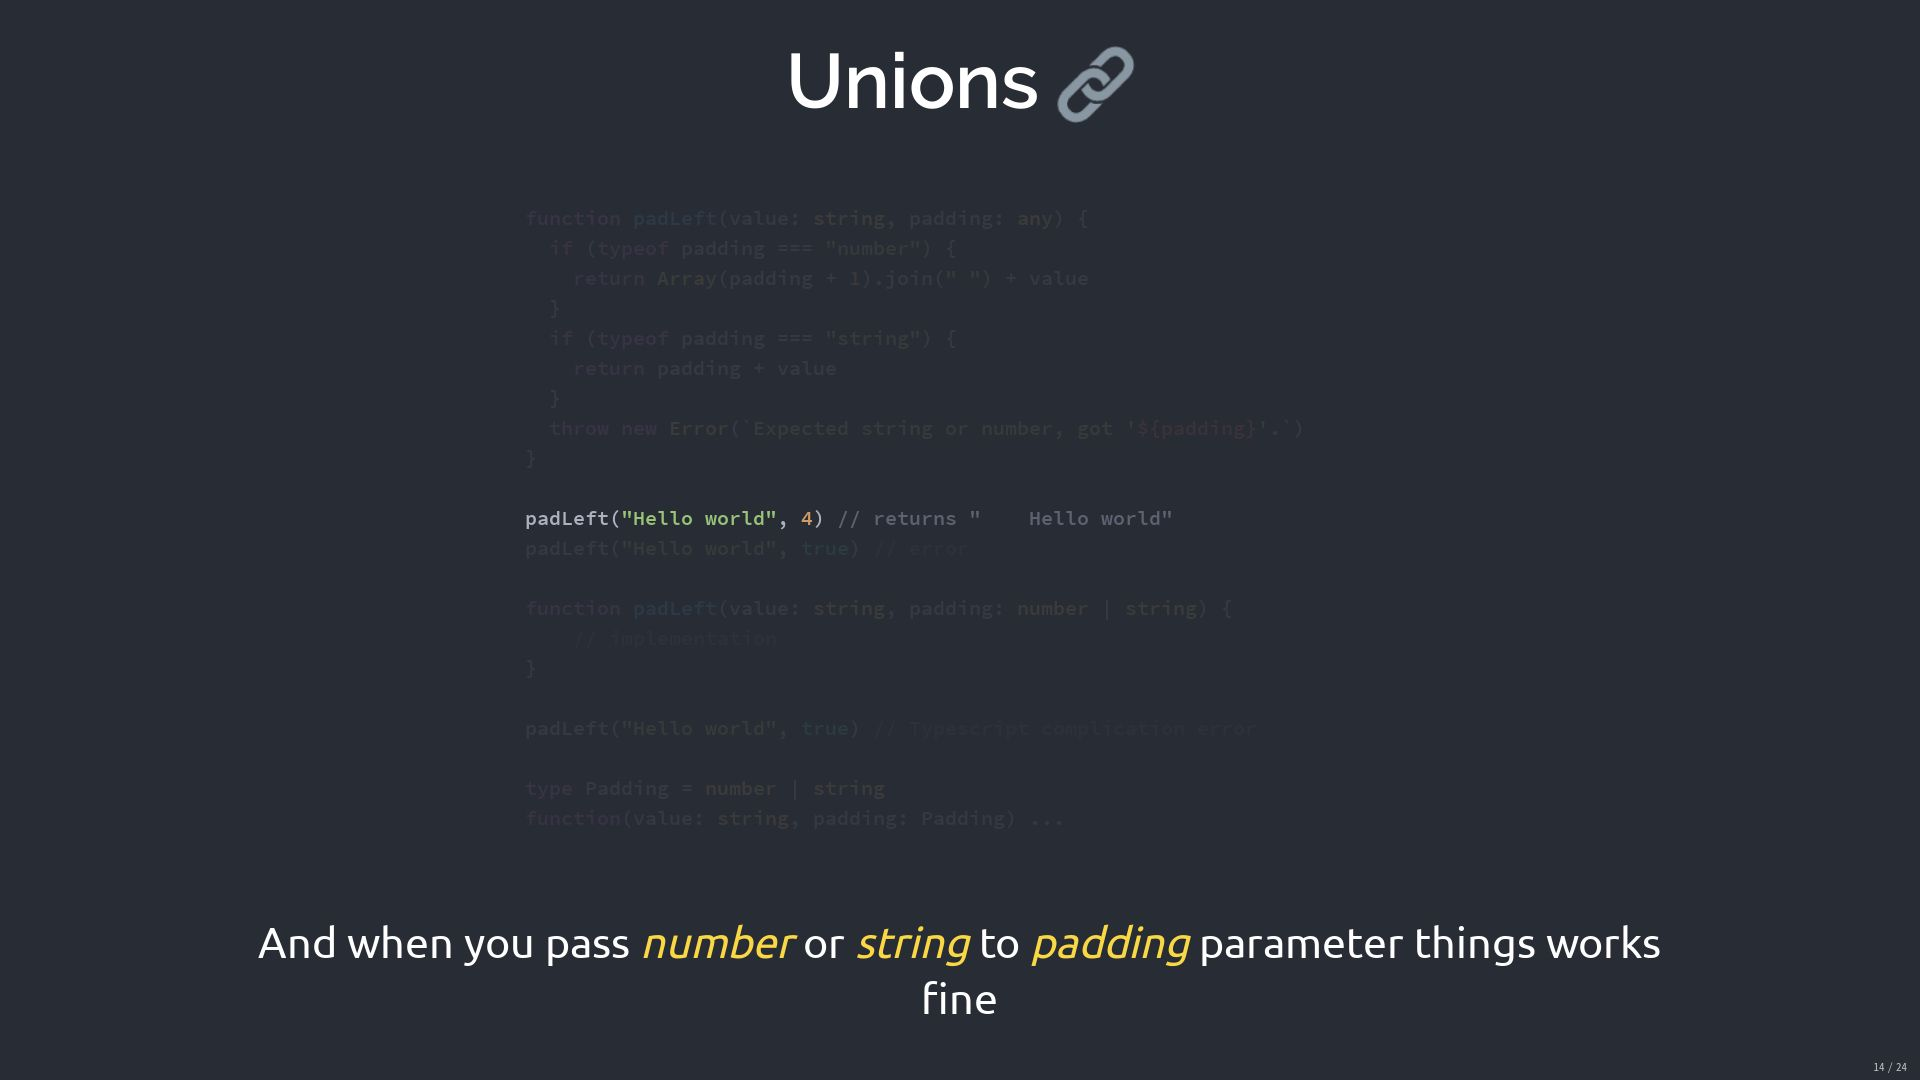 Unions 🔗
function padLeft(value: string, padding: any) {
  if (typeof padding === "number") {
    return Array(padding + 1).join(" ") + value
  }
  if (typeof padding === "string") {
    return padding + value
  }
  throw new Error(`Expected string or number, got '${padding}'.`)
}
padLeft("Hello world", 4) // returns "    Hello world"
padLeft("Hello world", true) // error
function padLeft(value: string, padding: number | string) {
    // implementation
}
padLeft("Hello world", true) // Typescript complication error
type Padding = number | string
function(value: string, padding: Padding) ...
And when you pass number or string to padding parameter things works
fine
14 / 24